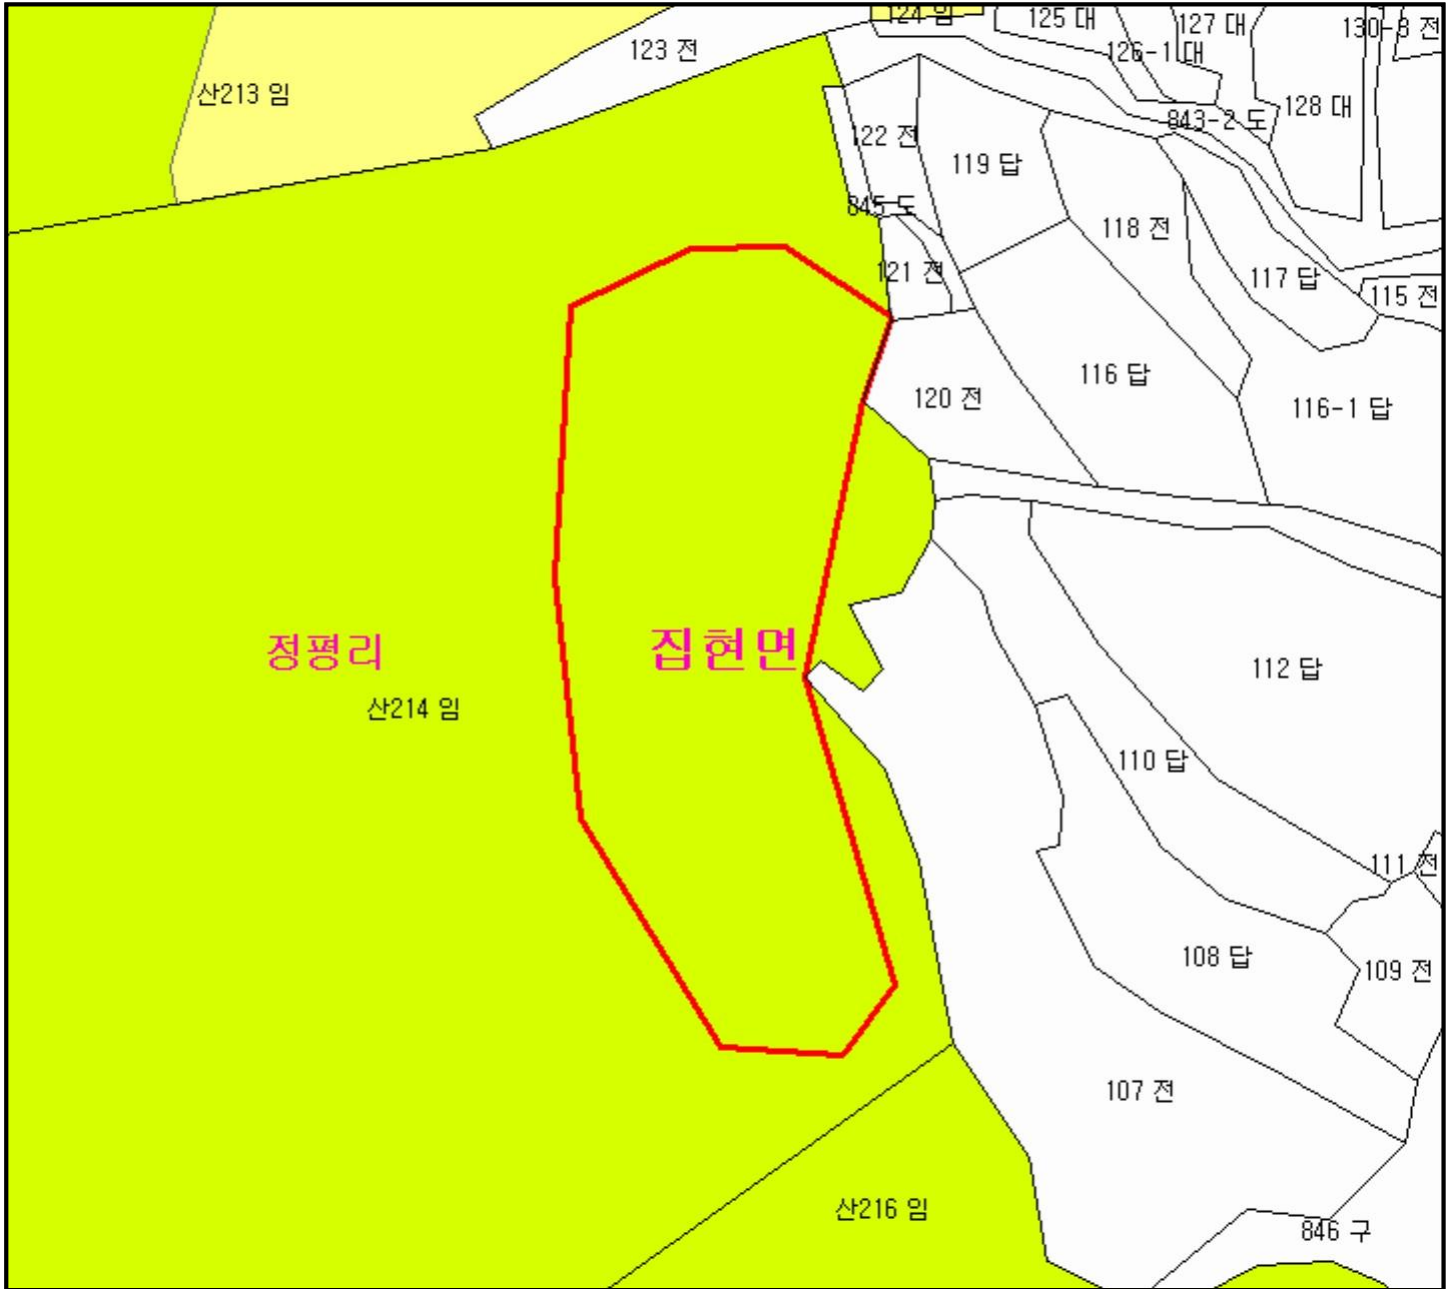 124 임
125 대
127 대
130-8 전
123 전
126-1 대
산213 임
128 대
843-2 도
122 전
119 답
845 도
118 전
121 전
117 답
115 전
116 답
120 전
116-1 답
정평리
집현면
112 답
산214 임
110 답
111 전
108 답
109 전
107 전
산216 임
846 구